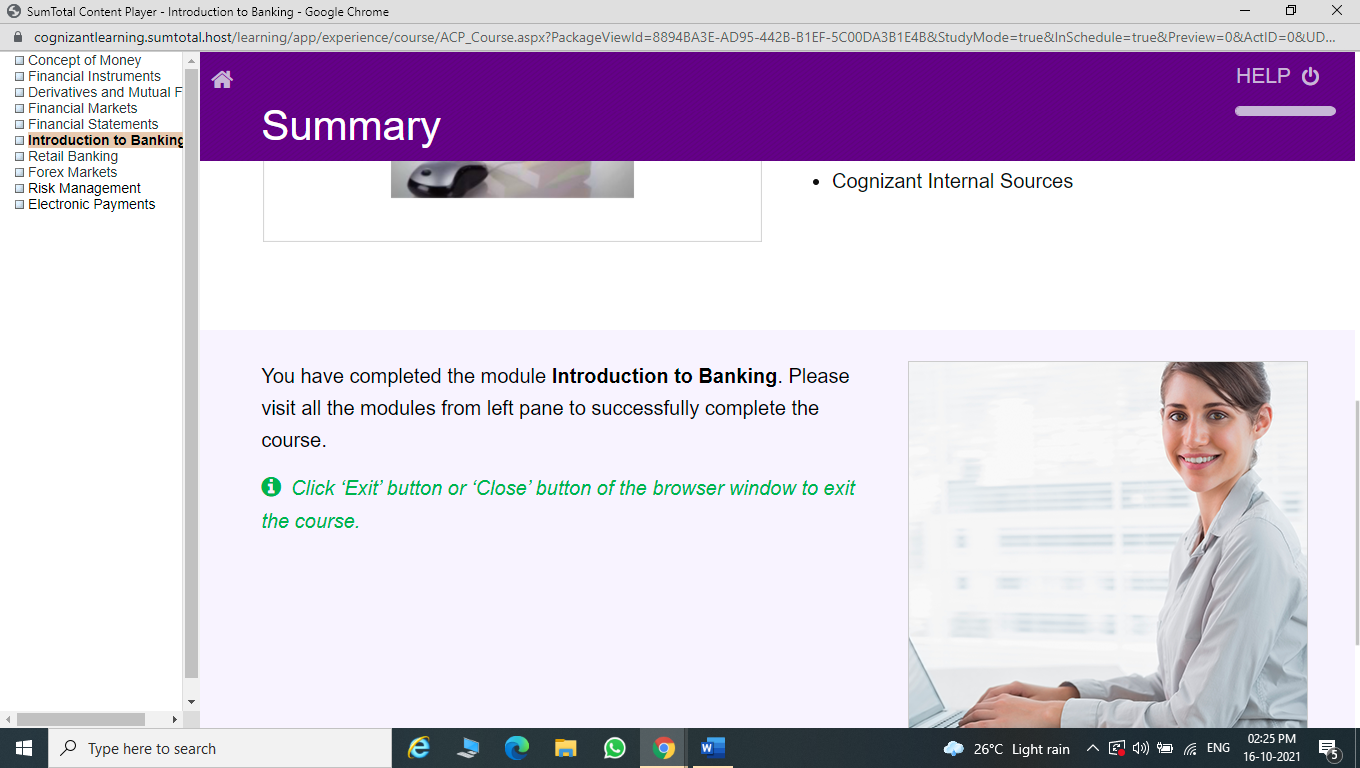 SumTotal Content Player - Introduction to Banking - Google Chrome
cognizantlearning.sumtotal.host/learning/app/experience/course/ACP_Course.aspx?PackageViewId=8894BA3E-AD95-442B-B1EF-5C00DA3B1E4B&StudyMode=true&InSchedule=true&Preview=0&ActID=0&UD...
Concept of Money
Financial Instruments
Derivatives and Mutual F
Financial Markets
Financial Statements
Introduction to Banking
Retail Banking
Forex Markets
Risk Management
Electronic Payments
HELP
Summary
• Cognizant Internal Sources
You have completed the module Introduction to Banking. Please
visit all the modules from left pane to successfully complete the
course.
Click ‘Exit’ button or ‘Close’ button of the browser window to exit
the course.
Type here to search
26°C Light rain
ENG
02:25 PM
16-10-2021
5